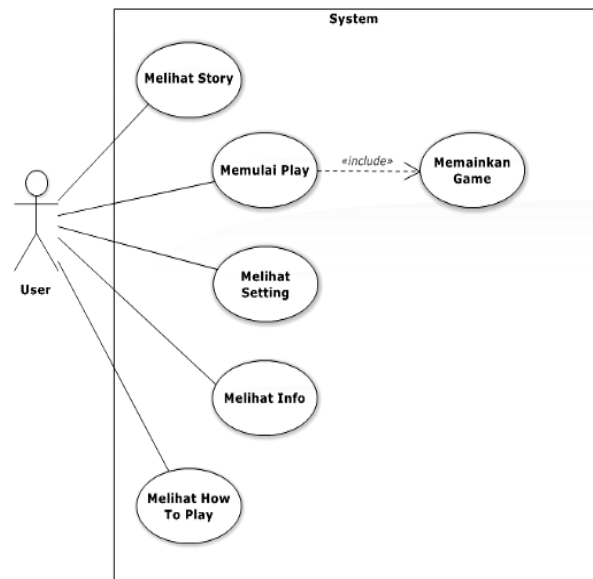 System
Melihat Story
Memulai Play
«include»
Memainkan
Game
User
Melihat
Setting
Melihat Info
Melihat How
To Play